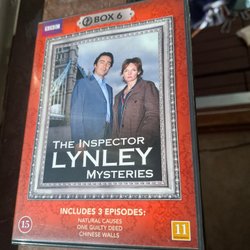 BBC
BOX 6
THE INSPECTOR
LYNLEY
MYSTERIES
INCLUDES 3 EPISODES:
NATURAL CAUSES
ONE GUILTY DEED
CHINESE WALLS
15
11